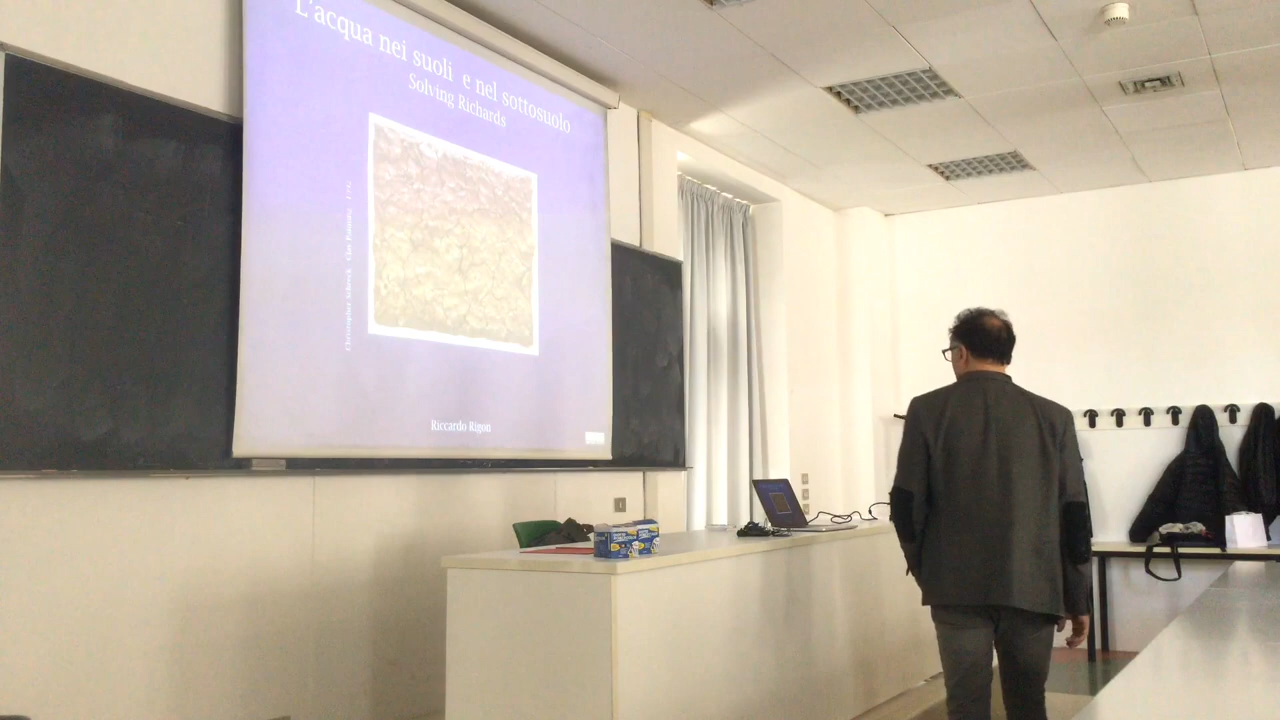 L'acqua nei suoli e nel sottosuolo
Solving Richards
Riccardo Rigon